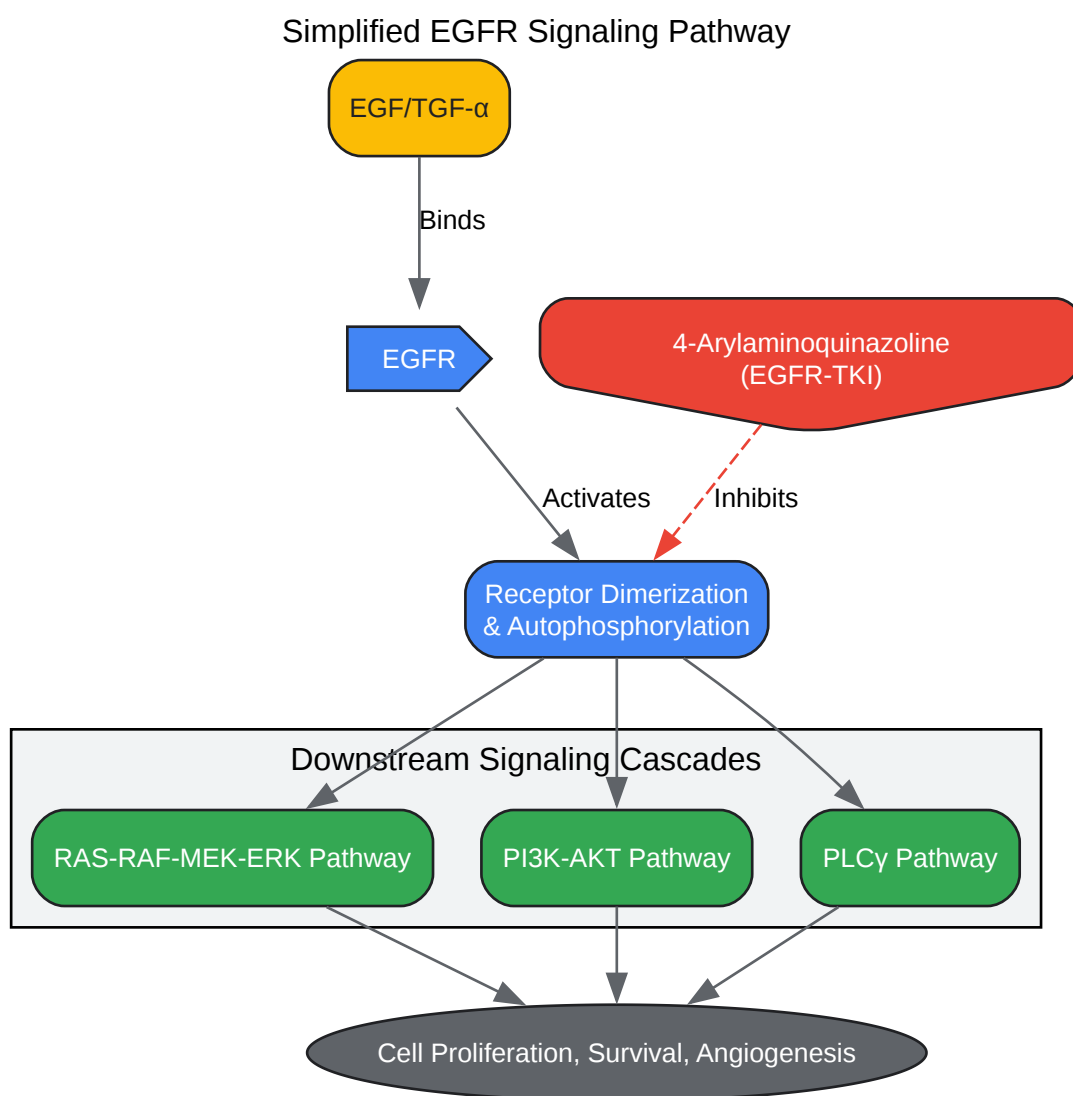 Simplified EGFR Signaling Pathway
EGF/TGF-α
Binds
EGFR
4-Arylaminoquinazoline
(EGFR-TKI)
Activates
Inhibits
Receptor Dimerization
& Autophosphorylation
Downstream Signaling Cascades
RAS-RAF-MEK-ERK Pathway
PI3K-AKT Pathway
PLCγ Pathway
Cell Proliferation, Survival, Angiogenesis